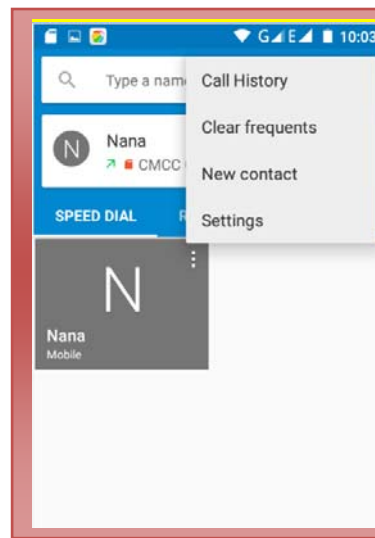 G E 10:03
Type a nam
Call History
Clear frequents
New contact
Settings
N
Nana
CMCC
SPEED DIAL
R
N
Nana
Mobile